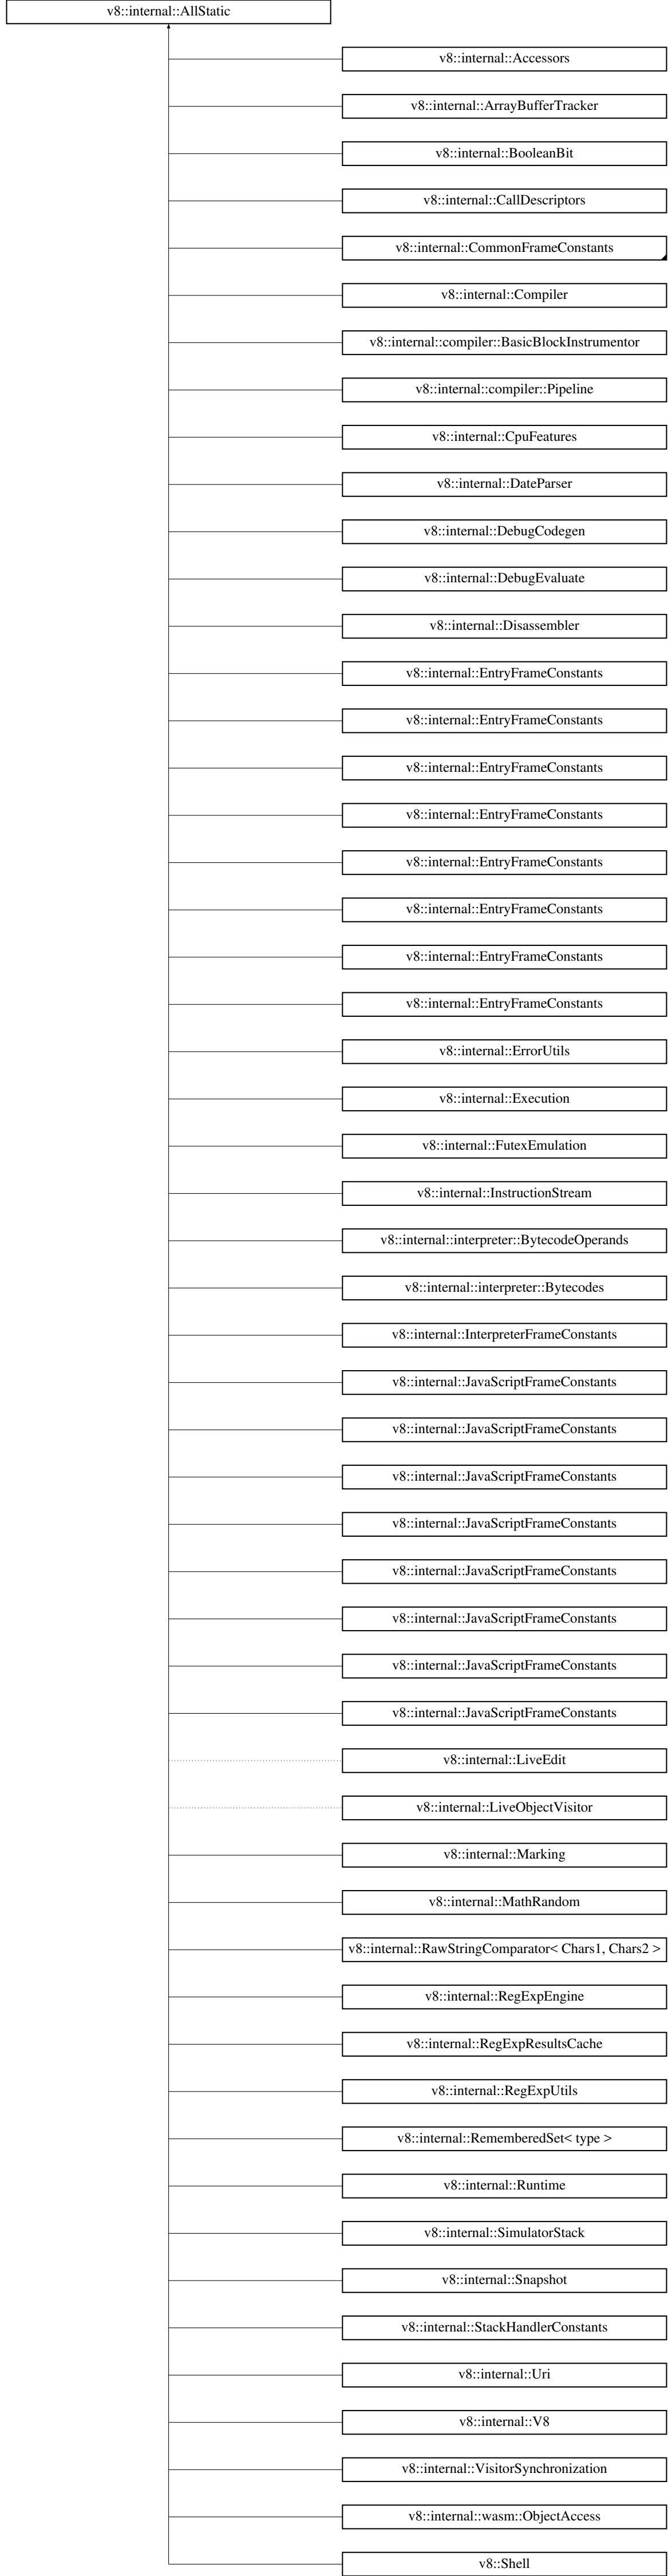 v8::internal::AllStatic
v8::internal::Accessors
v8::internal::ArrayBufferTracker
v8::internal::BooleanBit
v8::internal::CallDescriptors
v8::internal::CommonFrameConstants
v8::internal::Compiler
v8::internal::compiler::BasicBlockInstrumentor
v8::internal::compiler::Pipeline
v8::internal::CpuFeatures
v8::internal::DateParser
v8::internal::DebugCodegen
v8::internal::DebugEvaluate
v8::internal::Disassembler
v8::internal::EntryFrameConstants
v8::internal::EntryFrameConstants
v8::internal::EntryFrameConstants
v8::internal::EntryFrameConstants
v8::internal::EntryFrameConstants
v8::internal::EntryFrameConstants
v8::internal::EntryFrameConstants
v8::internal::EntryFrameConstants
v8::internal::ErrorUtils
v8::internal::Execution
v8::internal::FutexEmulation
v8::internal::InstructionStream
v8::internal::interpreter::BytecodeOperands
v8::internal::interpreter::Bytecodes
v8::internal::InterpreterFrameConstants
v8::internal::JavaScriptFrameConstants
v8::internal::JavaScriptFrameConstants
v8::internal::JavaScriptFrameConstants
v8::internal::JavaScriptFrameConstants
v8::internal::JavaScriptFrameConstants
v8::internal::JavaScriptFrameConstants
v8::internal::JavaScriptFrameConstants
v8::internal::JavaScriptFrameConstants
v8::internal::LiveEdit
v8::internal::LiveObjectVisitor
v8::internal::Marking
v8::internal::MathRandom
v8::internal::RawStringComparator< Chars1, Chars2 >
v8::internal::RegExpEngine
v8::internal::RegExpResultsCache
v8::internal::RegExpUtils
v8::internal::RememberedSet< type >
v8::internal::Runtime
v8::internal::SimulatorStack
v8::internal::Snapshot
v8::internal::StackHandlerConstants
v8::internal::Uri
v8::internal::V8
v8::internal::VisitorSynchronization
v8::internal::wasm::ObjectAccess
v8::Shell